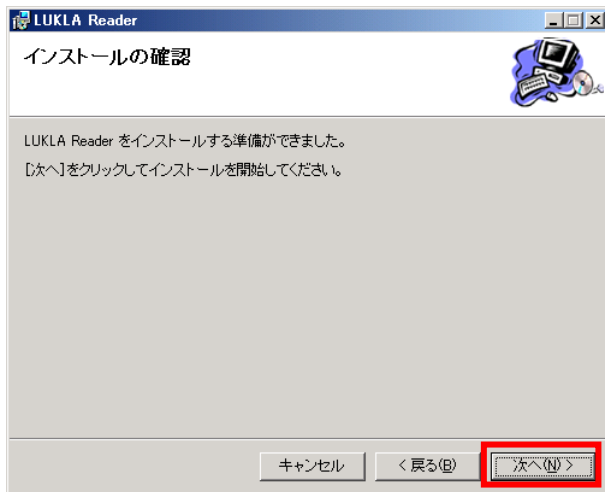 LUKLA Reader
インストールの確認
LUKLA Reader をインストールする準備ができました。
[次へ]をクリックしてインストールを開始してください。
キャンセル
< 戻る(B)
次へ(N) >